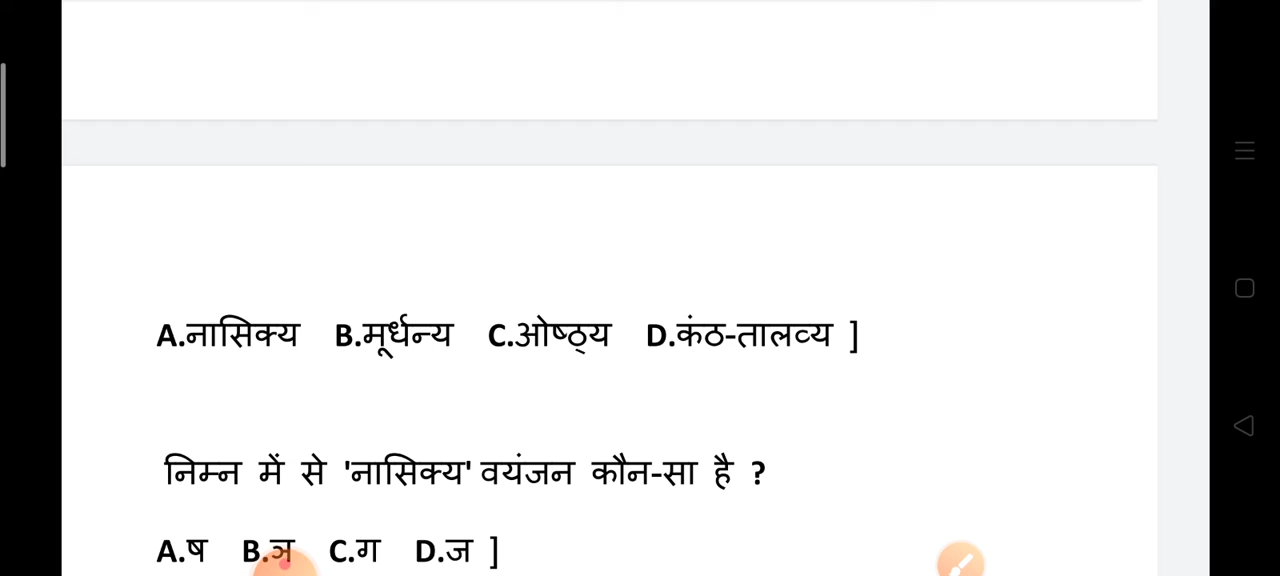 A.नासिक्य B.मूर्धन्य C.ओष्ठ्य D.कंठ-तालव्य ]
निम्न में से 'नासिक्य' वयंजन कौन-सा है ?
A.ष B.ञ C.ग D.ज ]